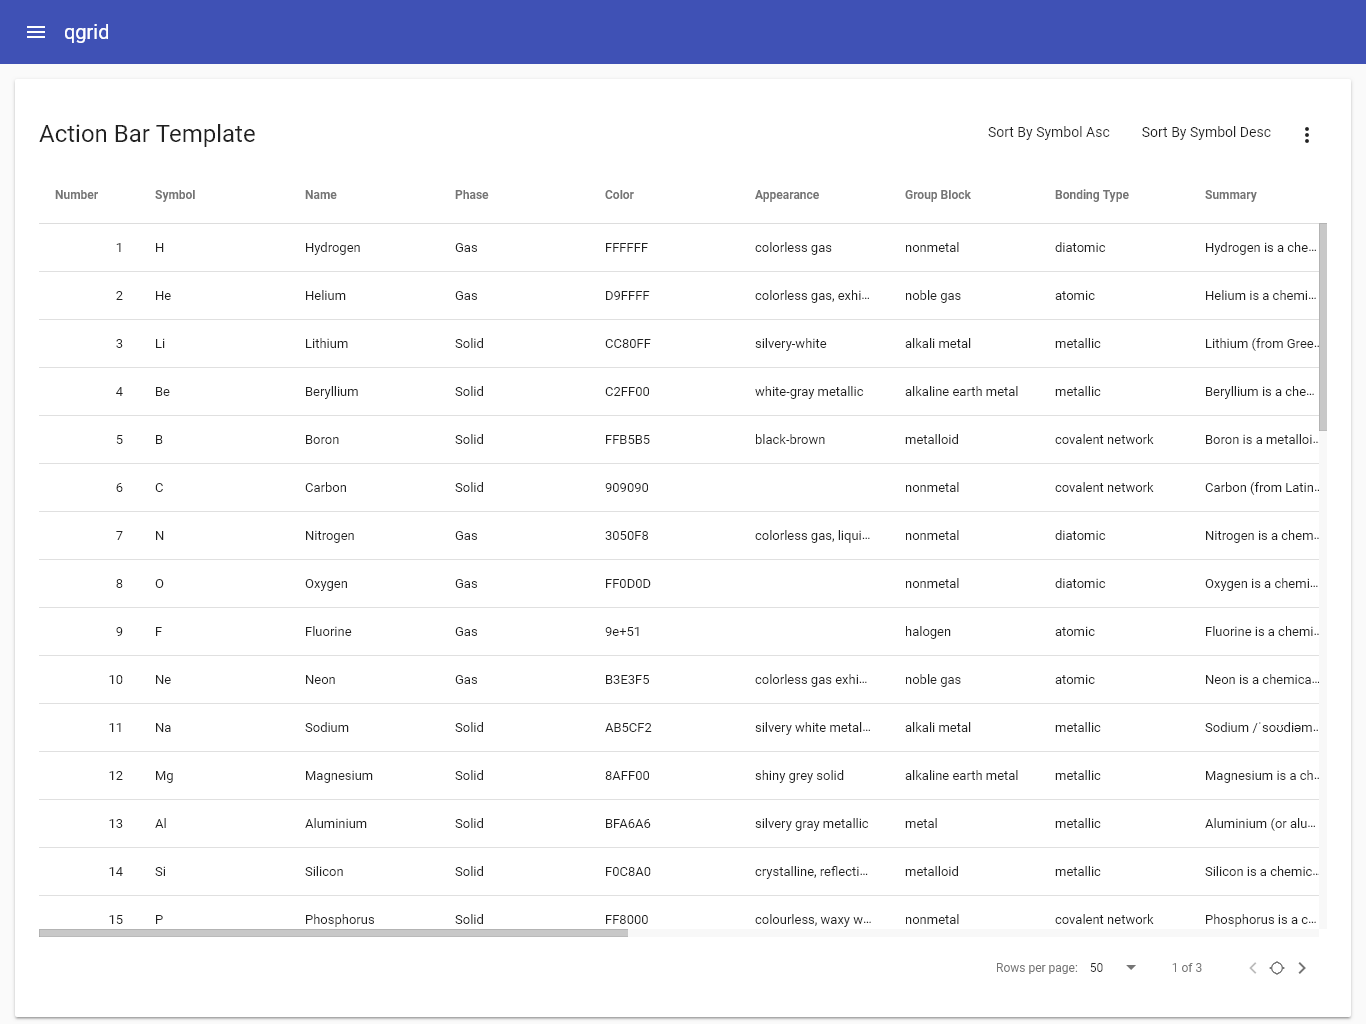 qgrid
Action Bar Template
Sort By Symbol Asc Sort By Symbol Desc
Number Symbol Name Phase Color Appearance Group Block Bonding Type Summary
1 H Hydrogen Gas FFFFFF colorless gas nonmetal diatomic Hydrogen is a che...
2 He Helium Gas D9FFFF colorless gas, exhi... noble gas atomic Helium is a chemi...
3 Li Lithium Solid CC80FF silvery-white alkali metal metallic Lithium (from Gree...
4 Be Beryllium Solid C2FF00 white-gray metallic alkaline earth metal metallic Beryllium is a che...
5 B Boron Solid FFB5B5 black-brown metalloid covalent network Boron is a metalloi...
6 C Carbon Solid 909090 nonmetal covalent network Carbon (from Latin...
7 N Nitrogen Gas 3050F8 colorless gas, liqui... nonmetal diatomic Nitrogen is a chem...
8 O Oxygen Gas FF0D0D nonmetal diatomic Oxygen is a chemi...
9 F Fluorine Gas 9e+51 halogen atomic Fluorine is a chemi...
10 Ne Neon Gas B3E3F5 colorless gas exhi... noble gas atomic Neon is a chemica...
11 Na Sodium Solid AB5CF2 silvery white metal... alkali metal metallic Sodium /ˈsoʊdiəm...
12 Mg Magnesium Solid 8AFF00 shiny grey solid alkaline earth metal metallic Magnesium is a ch...
13 Al Aluminium Solid BFA6A6 silvery gray metallic metal metallic Aluminium (or alu...
14 Si Silicon Solid F0C8A0 crystalline, reflecti... metalloid metallic Silicon is a chemic...
15 P Phosphorus Solid FF8000 colourless, waxy w... nonmetal covalent network Phosphorus is a c...
Rows per page: 50 1 of 3